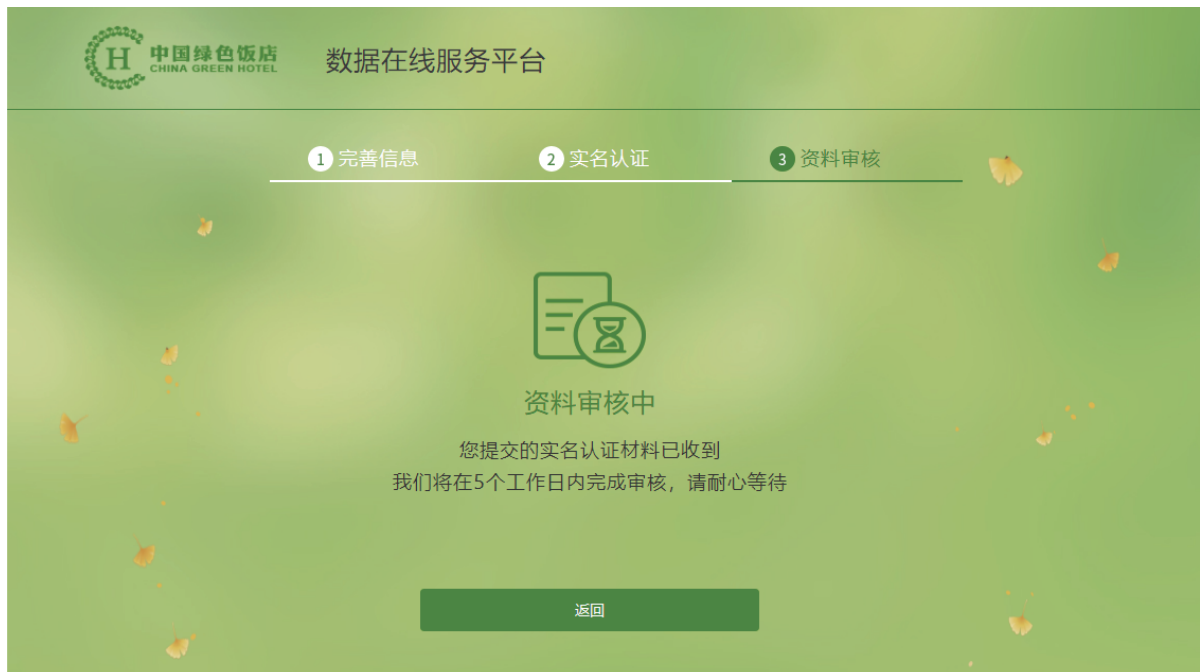 H
中国绿色饭店
CHINA GREEN HOTEL
数据在线服务平台
1 完善信息
2 实名认证
3 资料审核
资料审核中
您提交的实名认证材料已收到
我们将在5个工作日内完成审核，请耐心等待
返回